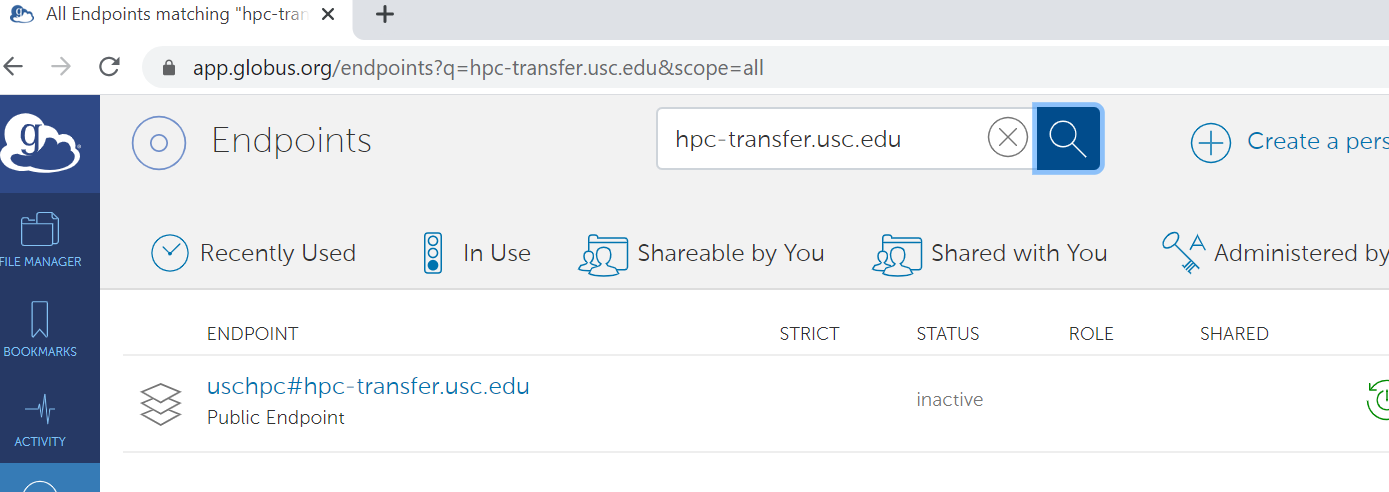 All Endpoints matching "hpc-tran
app.globus.org/endpoints?q=hpc-transfer.usc.edu&scope=all
g
Endpoints
hpc-transfer.usc.edu
Create a pers
FILE MANAGER
Recently Used
In Use
Shareable by You
Shared with You
Administered by
BOOKMARKS
ENDPOINT STRICT STATUS ROLE SHARED
uschpc#hpc-transfer.usc.edu
Public Endpoint
inactive
ACTIVITY